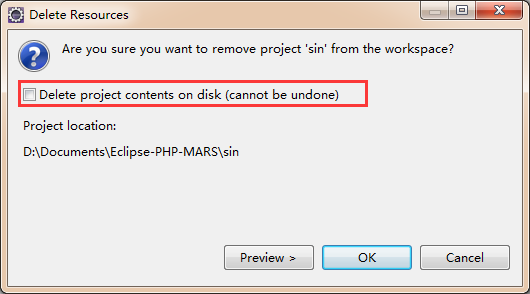 Delete Resources
Are you sure you want to remove project 'sin' from the workspace?
Delete project contents on disk (cannot be undone)
Project location:
D:\Documents\Eclipse-PHP-MARS\sin
Preview > OK Cancel